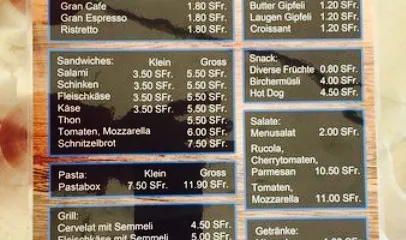 Gran Cafe 1.80 SFr.
Gran Espresso 1.80 SFr.
Ristretto 1.80 SFr.
Butter Gipfeli 1.20 SFr.
Laugen Gipfeli 1.20 SFr.
Croissant 1.20 SFr.
Sandwiches: Klein Gross
Salami 3.50 SFr. 5.50 SFr.
Schinken 3.50 SFr. 5.50 SFr.
Fleischkäse 3.50 SFr. 5.50 SFr.
Käse 3.50 SFr. 5.50 SFr.
Thon 5.50 SFr.
Tomaten, Mozzarella 6.00 SFr.
Schnitzelbrot 7.50 SFr.
Snack:
Diverse Früchte 0.80 SFr.
Birchermüsli 4.00 SFr.
Hot Dog 4.50 SFr.
Salate:
Menusalat 2.00 SFr.
Rucola,
Cherrytomaten,
Parmesan 10.50 SFr.
Tomaten,
Mozzarella 11.00 SFr.
Pasta: Klein Gross
Pastabox 7.50 SFr. 11.90 SFr.
Grill:
Cervelat mit Semmeli 4.50 SFr.
Fleischkäse mit Semmeli 5.00 SFr.
Getränke: